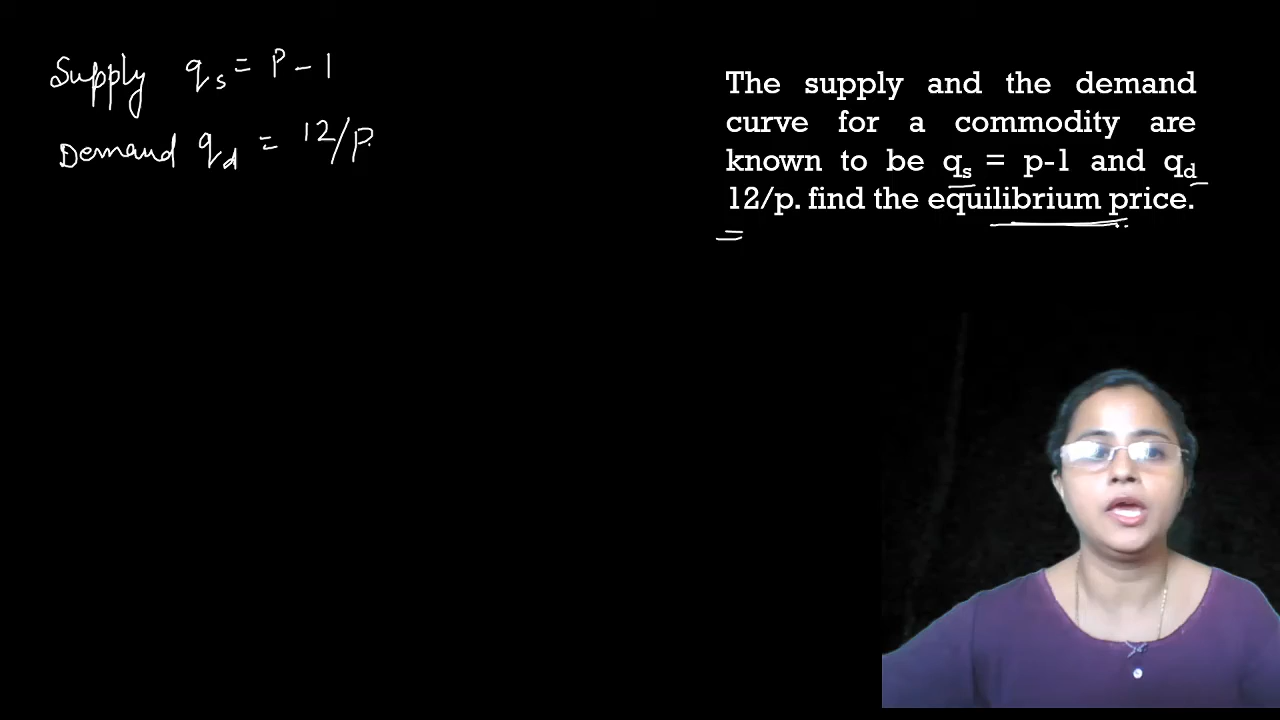 Supply q_s = P - 1
Demand q_d = 12/P.
The supply and the demand
curve for a commodity are
known to be q_s = p-1 and q_d
12/p. find the equilibrium price.
=